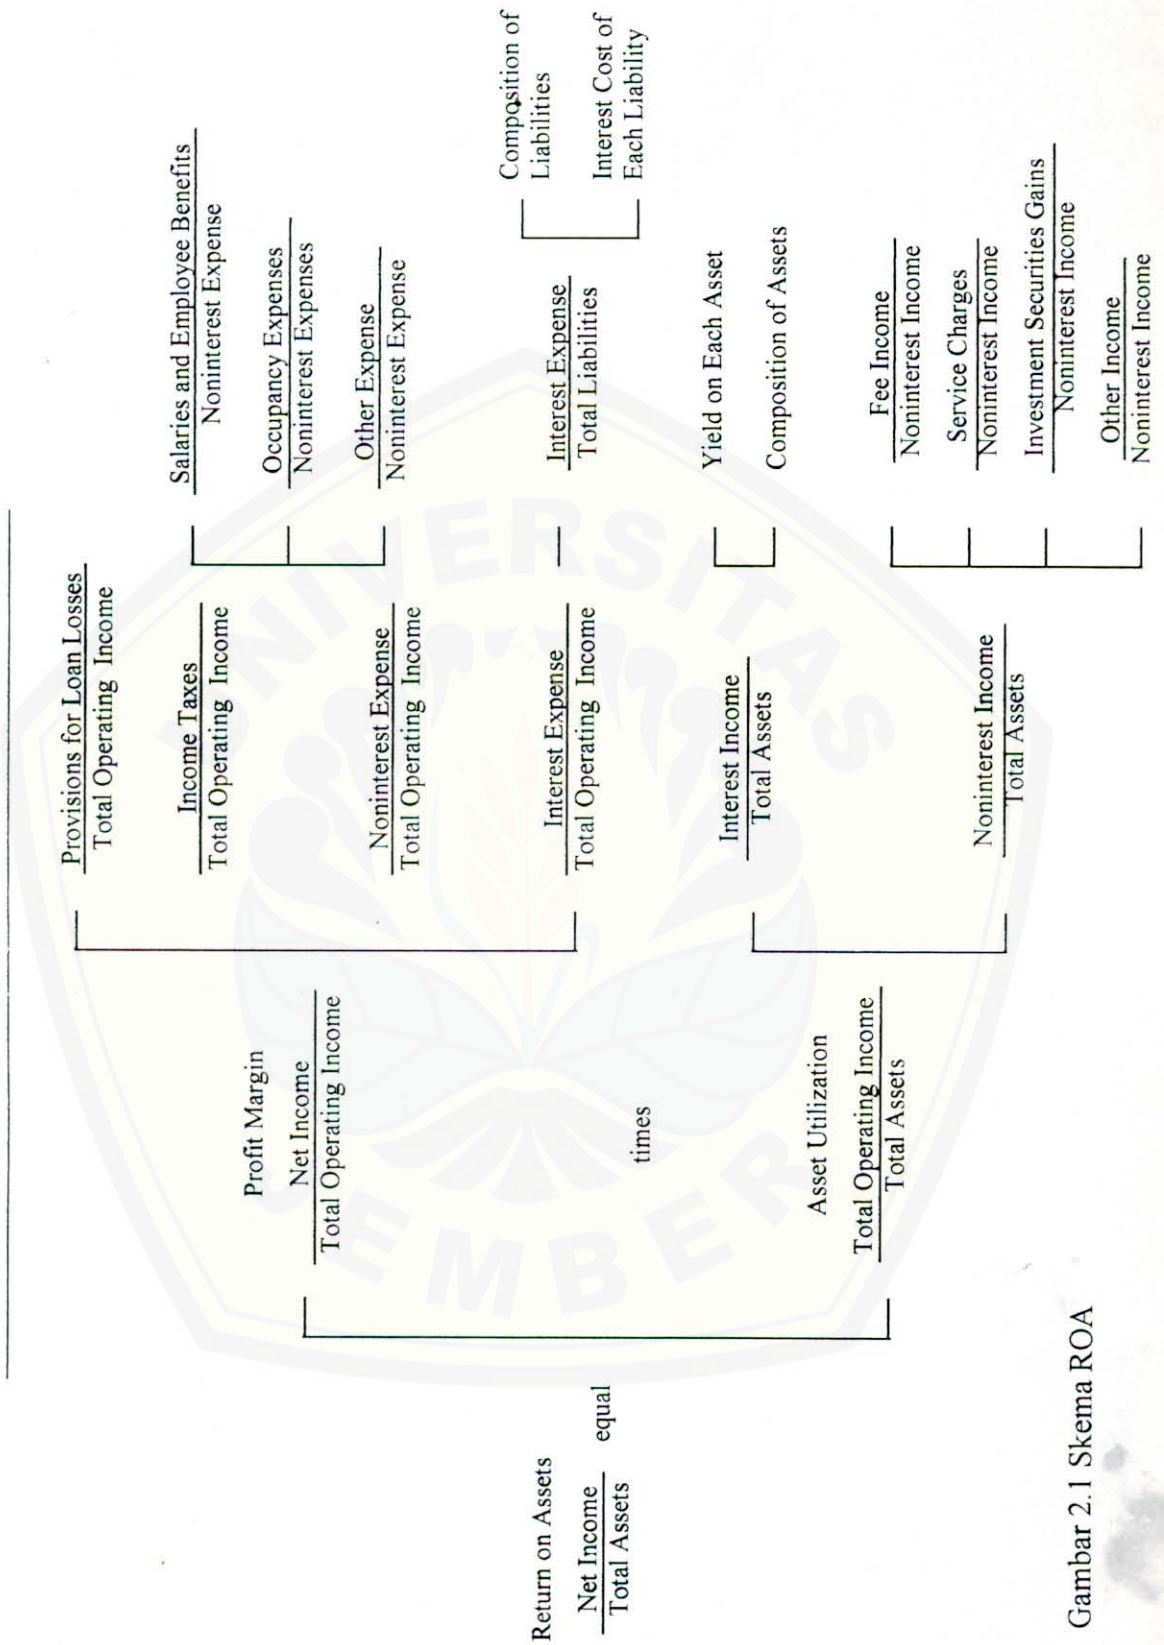 Provisions for Loan Losses
Total Operating Income
Salaries and Employee Benefits
Noninterest Expense
Income Taxes
Total Operating Income
Occupancy Expenses
Noninterest Expenses
Profit Margin
Net Income
Total Operating Income
Noninterest Expense
Total Operating Income
Other Expense
Noninterest Expense
Return on Assets
Net Income
Total Assets
equal
times
Interest Expense
Total Operating Income
Interest Expense
Total Liabilities
Composition of
Liabilities
Interest Cost of
Each Liability
Asset Utilization
Total Operating Income
Total Assets
Interest Income
Total Assets
Yield on Each Asset
Composition of Assets
Noninterest Income
Total Assets
Fee Income
Noninterest Income
Service Charges
Noninterest Income
Investment Securities Gains
Noninterest Income
Other Income
Noninterest Income
Gambar 2.1 Skema ROA
UNIVERSITAS
JEMBER